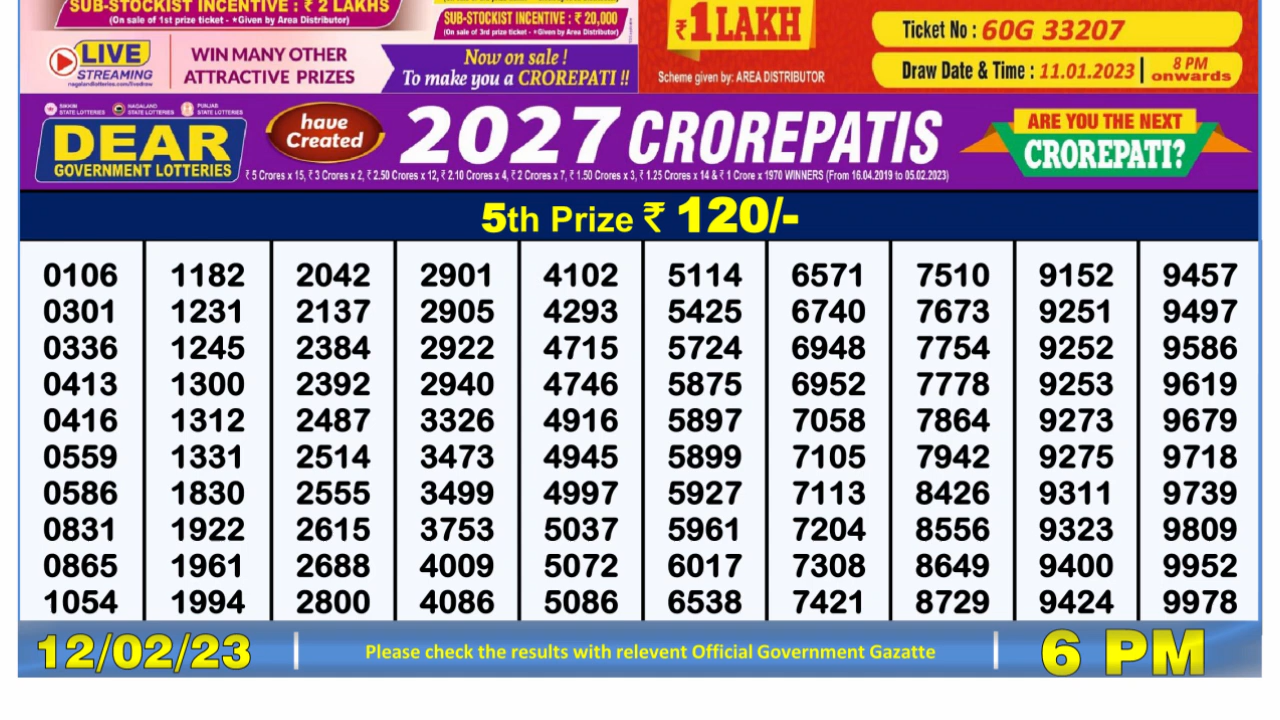 SUB-STOCKIST INCENTIVE : ₹ 2 LAKHS
(On sale of 1st prize ticket - *Given by Area Distributor)
SUB-STOCKIST INCENTIVE : ₹ 20,000
(On sale of 3rd prize ticket - *Given by Area Distributor)
LIVE
STREAMING
nagalandlotteries.com/livedraw
WIN MANY OTHER
ATTRACTIVE PRIZES
Now on sale !
To make you a CROREPATI !!
₹1 LAKH
Scheme given by: AREA DISTRIBUTOR
Ticket No : 60G 33207
Draw Date & Time : 11.01.2023 | 8 PM onwards
SIKKIM STATE LOTTERIES NAGALAND STATE LOTTERIES PUNJAB STATE LOTTERIES
DEAR
GOVERNMENT LOTTERIES
have
Created
2027 CROREPATIS
₹ 5 Crores x 15, ₹ 3 Crores x 2, ₹ 2.50 Crores x 12, ₹ 2.10 Crores x 4, ₹ 2 Crores x 7, ₹ 1.50 Crores x 3, ₹ 1.25 Crores x 14 & ₹ 1 Crore x 1970 WINNERS (From 16.04.2019 to 05.02.2023)
ARE YOU THE NEXT
CROREPATI?
5th Prize ₹ 120/-
0106 1182 2042 2901 4102 5114 6571 7510 9152 9457
0301 1231 2137 2905 4293 5425 6740 7673 9251 9497
0336 1245 2384 2922 4715 5724 6948 7754 9252 9586
0413 1300 2392 2940 4746 5875 6952 7778 9253 9619
0416 1312 2487 3326 4916 5897 7058 7864 9273 9679
0559 1331 2514 3473 4945 5899 7105 7942 9275 9718
0586 1830 2555 3499 4997 5927 7113 8426 9311 9739
0831 1922 2615 3753 5037 5961 7204 8556 9323 9809
0865 1961 2688 4009 5072 6017 7308 8649 9400 9952
1054 1994 2800 4086 5086 6538 7421 8729 9424 9978
12/02/23 | Please check the results with relevent Official Government Gazatte | 6 PM